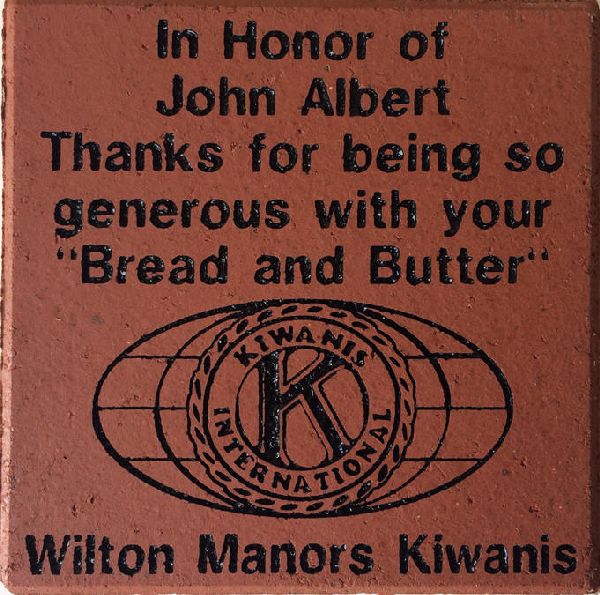 In Honor of
John Albert
Thanks for being so
generous with your
"Bread and Butter"
KIWANIS
K
INTERNATIONAL
Wilton Manors Kiwanis